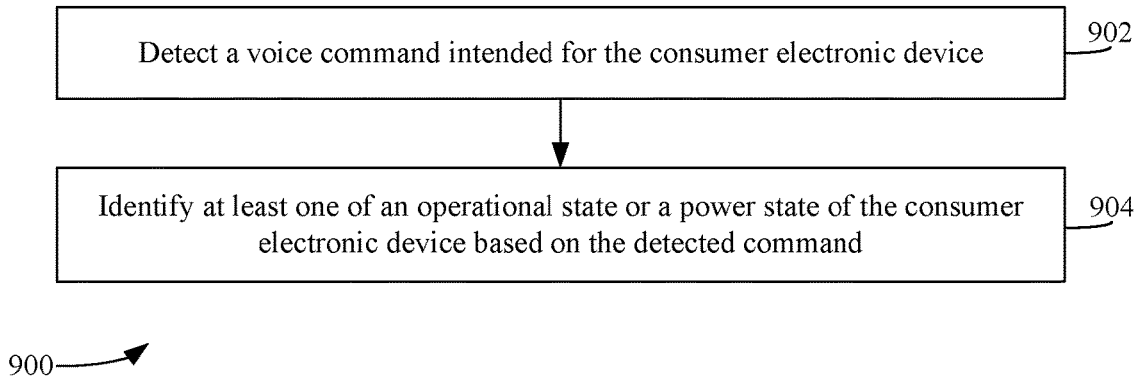 Detect a voice command intended for the consumer electronic device
902
Identify at least one of an operational state or a power state of the consumer
electronic device based on the detected command
904
900